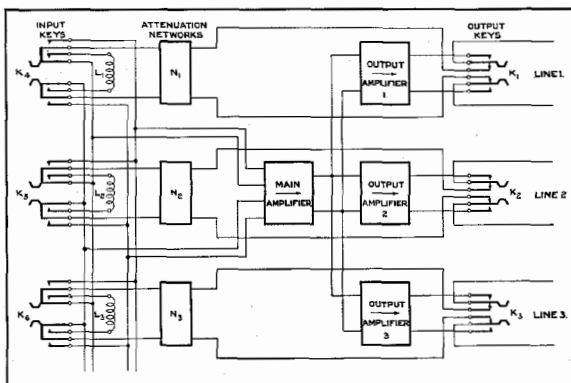 INPUT KEYS
ATTENUATION NETWORKS
OUTPUT KEYS
K4
L1
N1
OUTPUT AMPLIFIER 1.
K1
LINE 1.
K5
L2
N2
MAIN AMPLIFIER
OUTPUT AMPLIFIER 2
K2
LINE 2
K6
L3
N3
OUTPUT AMPLIFIER 3
K3
LINE 3.